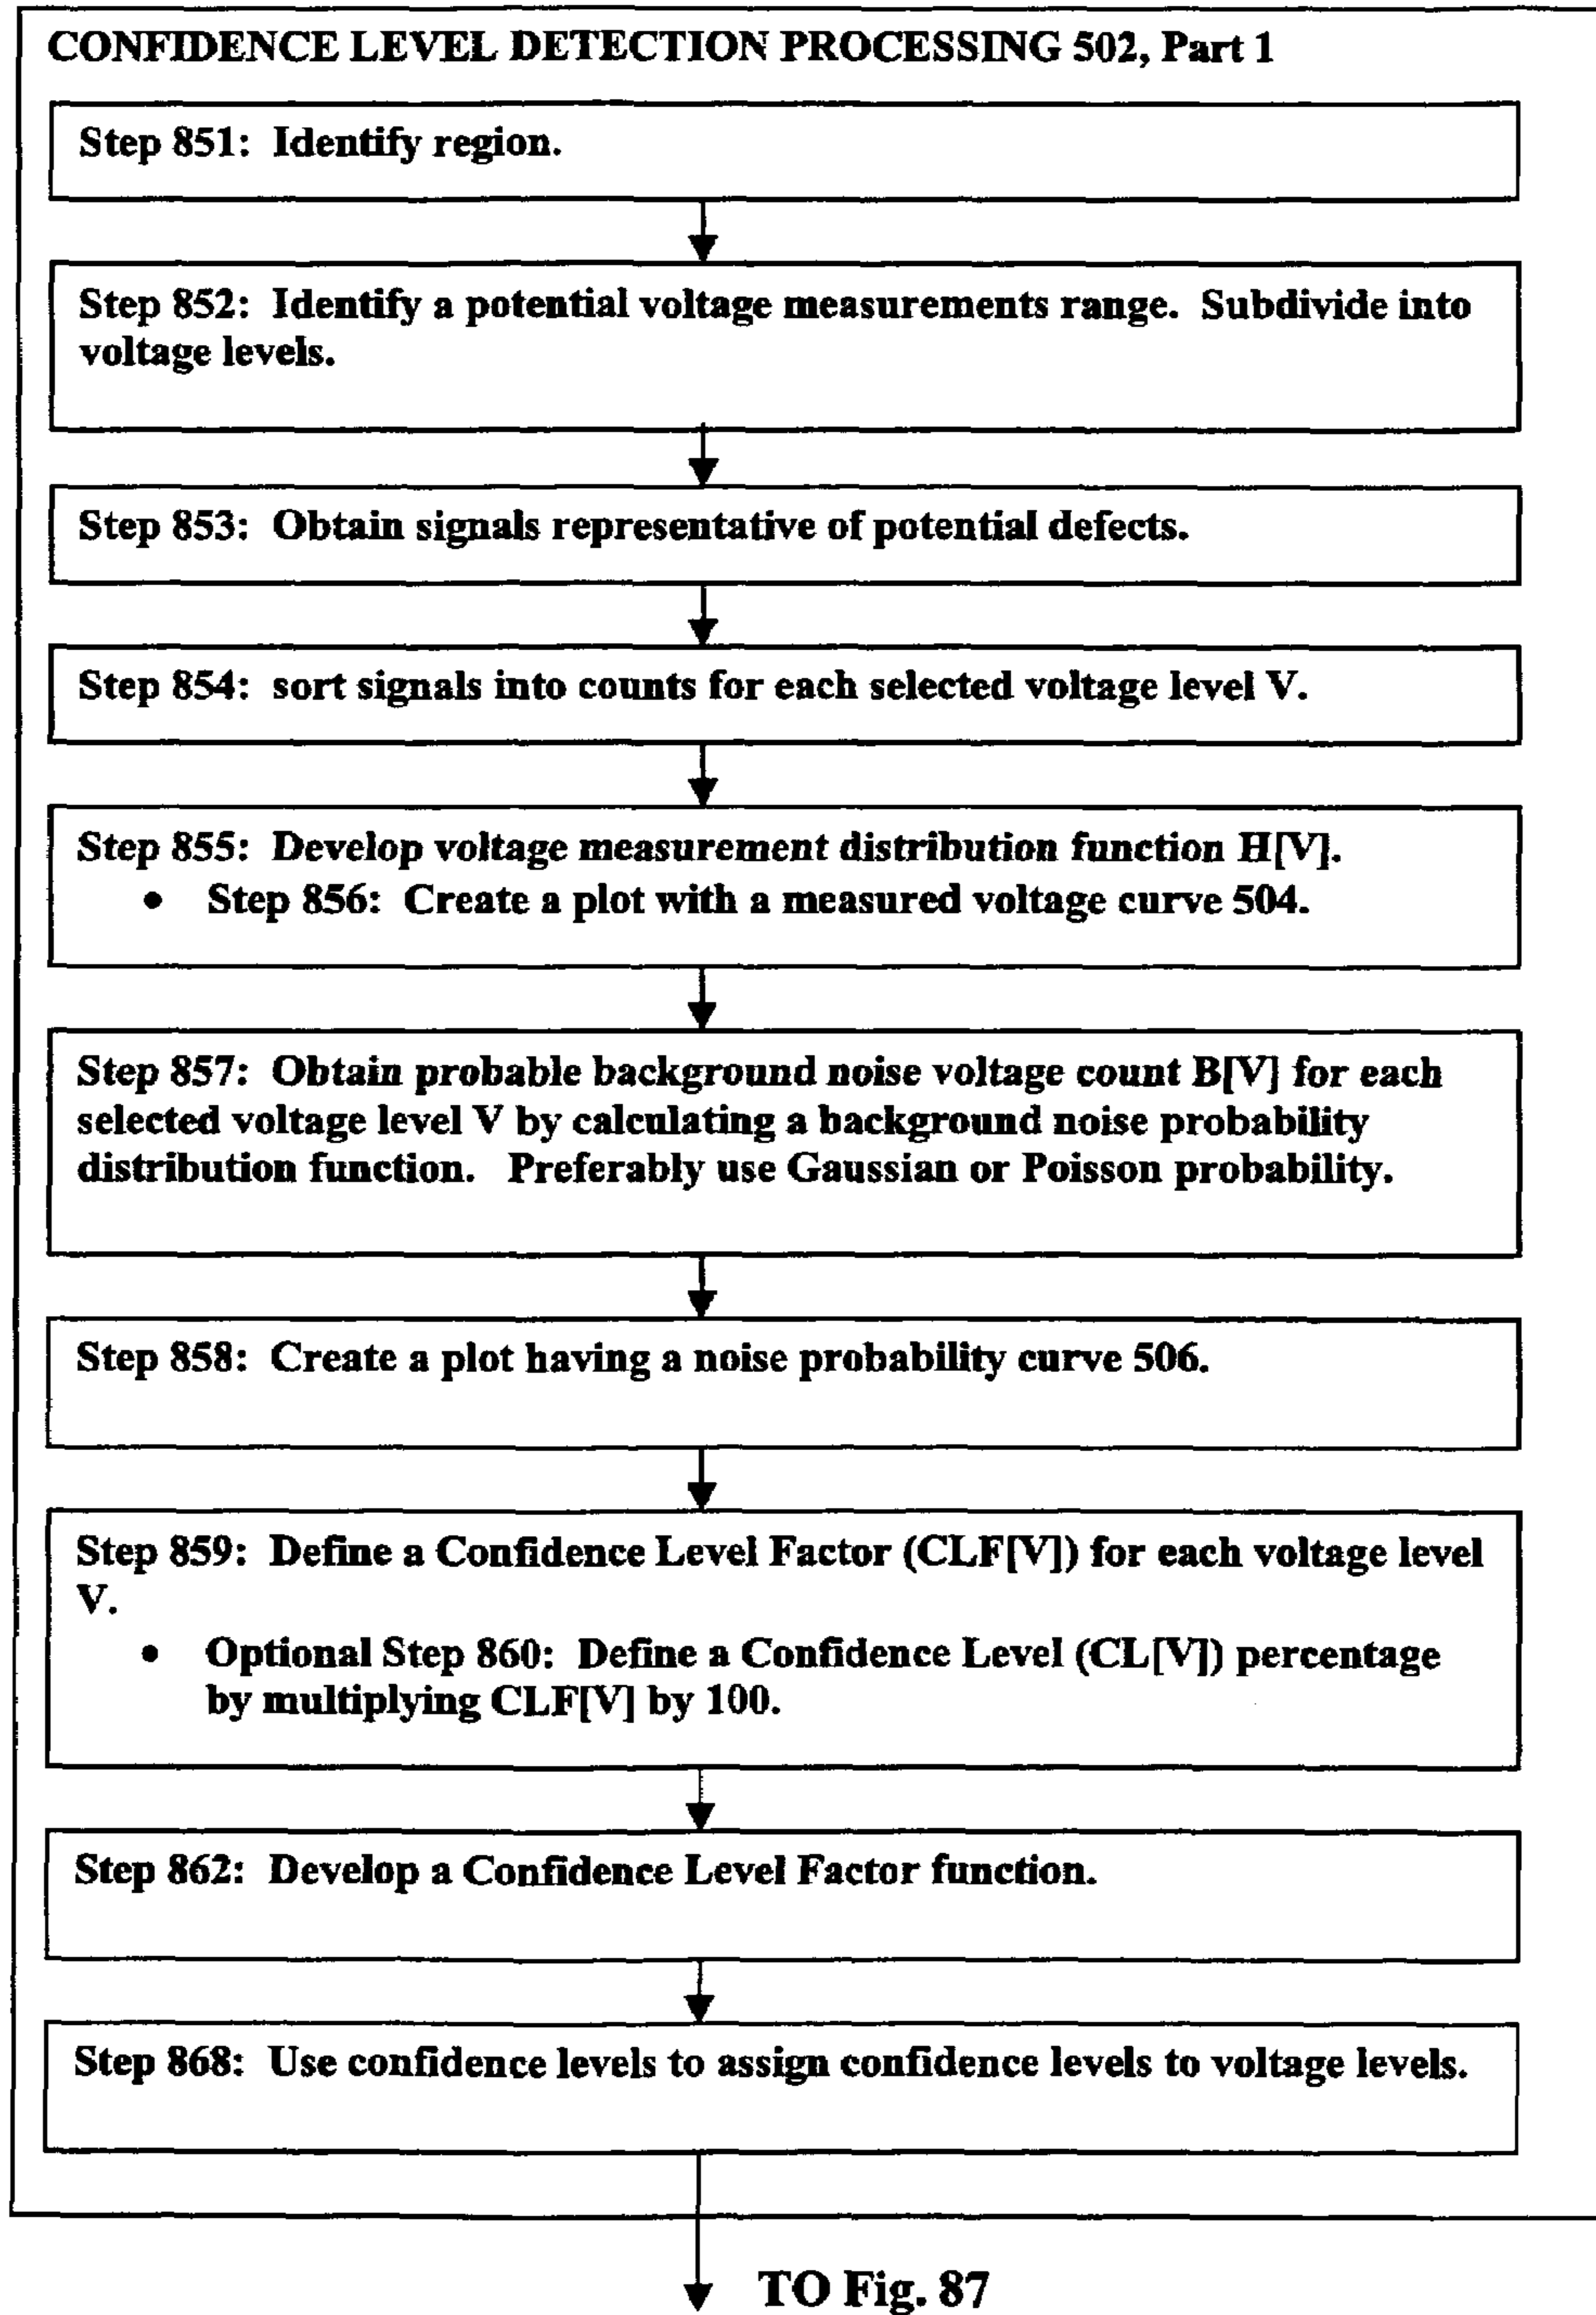 CONFIDENCE LEVEL DETECTION PROCESSING 502, Part 1
Step 851: Identify region.
Step 852: Identify a potential voltage measurements range. Subdivide into
voltage levels.
Step 853: Obtain signals representative of potential defects.
Step 854: sort signals into counts for each selected voltage level V.
Step 855: Develop voltage measurement distribution function H[V].
• Step 856: Create a plot with a measured voltage curve 504.
Step 857: Obtain probable background noise voltage count B[V] for each
selected voltage level V by calculating a background noise probability
distribution function. Preferably use Gaussian or Poisson probability.
Step 858: Create a plot having a noise probability curve 506.
Step 859: Define a Confidence Level Factor (CLF[V]) for each voltage level
V.
• Optional Step 860: Define a Confidence Level (CL[V]) percentage
by multiplying CLF[V] by 100.
Step 862: Develop a Confidence Level Factor function.
Step 868: Use confidence levels to assign confidence levels to voltage levels.
TO Fig. 87